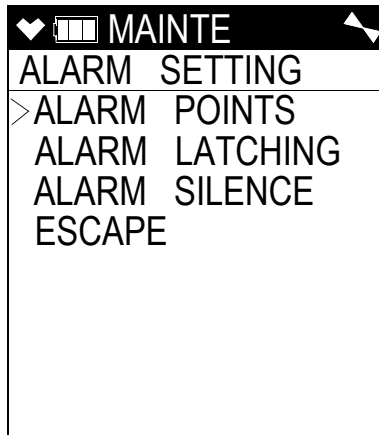 MAINTE
ALARM SETTING
>ALARM POINTS
ALARM LATCHING
ALARM SILENCE
ESCAPE